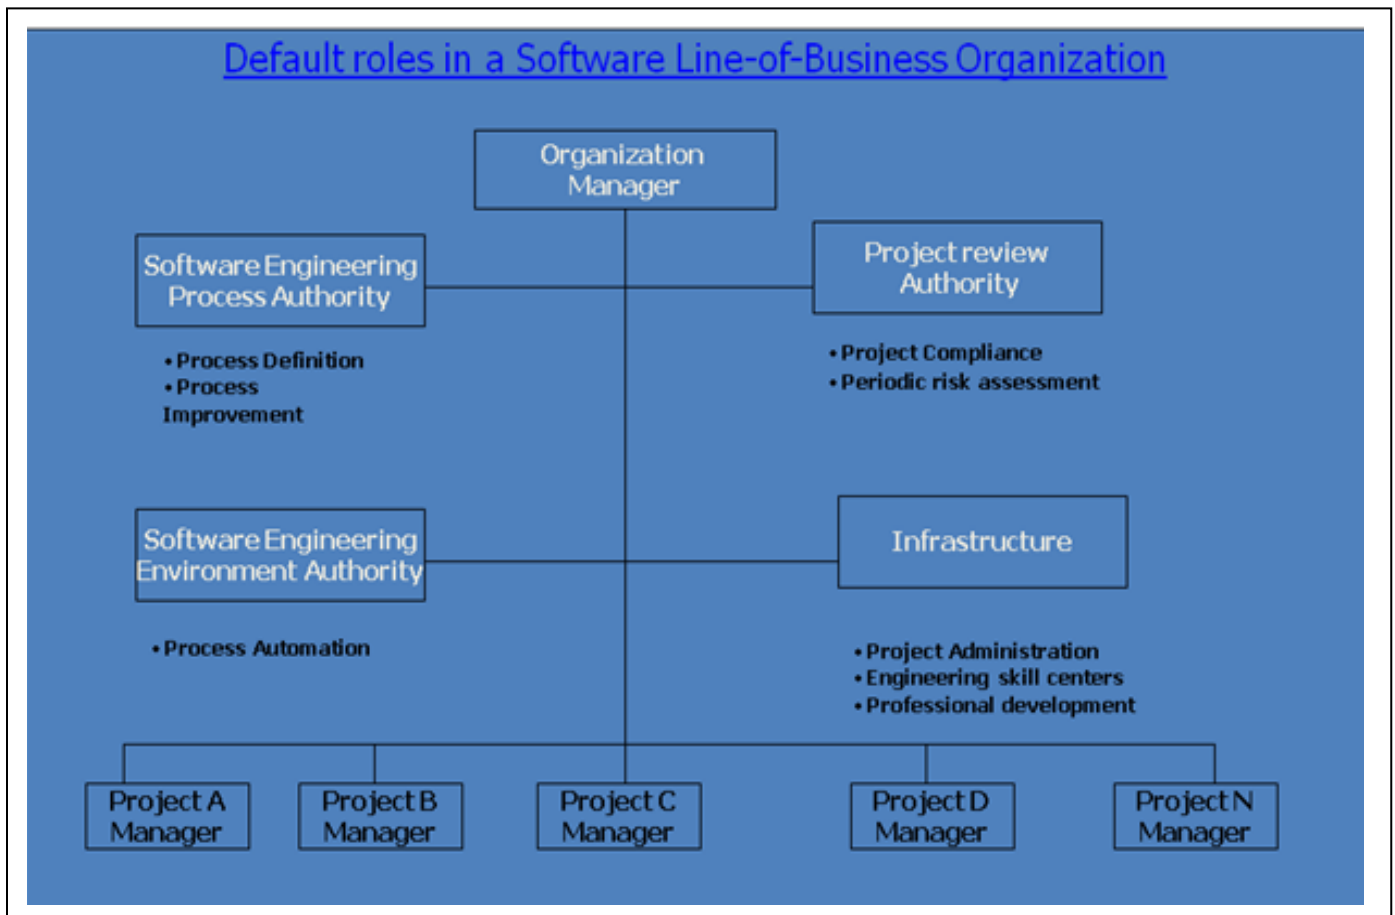 Default roles in a Software Line-of-Business Organization
Organization
Manager
Software Engineering
Process Authority
• Process Definition
• Process
Improvement
Project review
Authority
• Project Compliance
• Periodic risk assessment
Software Engineering
Environment Authority
• Process Automation
Infrastructure
• Project Administration
• Engineering skill centers
• Professional development
Project A
Manager
Project B
Manager
Project C
Manager
Project D
Manager
Project N
Manager